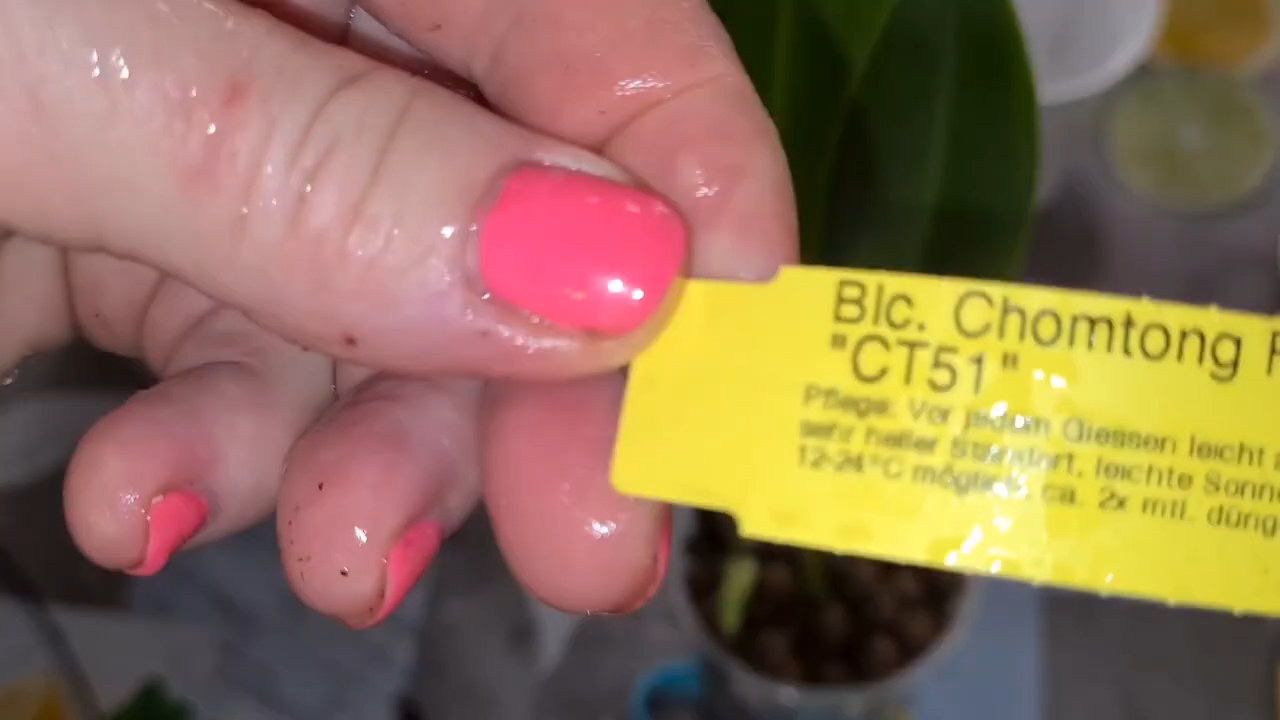 Blc. Chomtong
"CT51"
Pflege: Vor jedem Giessen leicht
sehr heller Standort, leichte Sonn
12-24°C möglich, ca. 2x mtl. düng